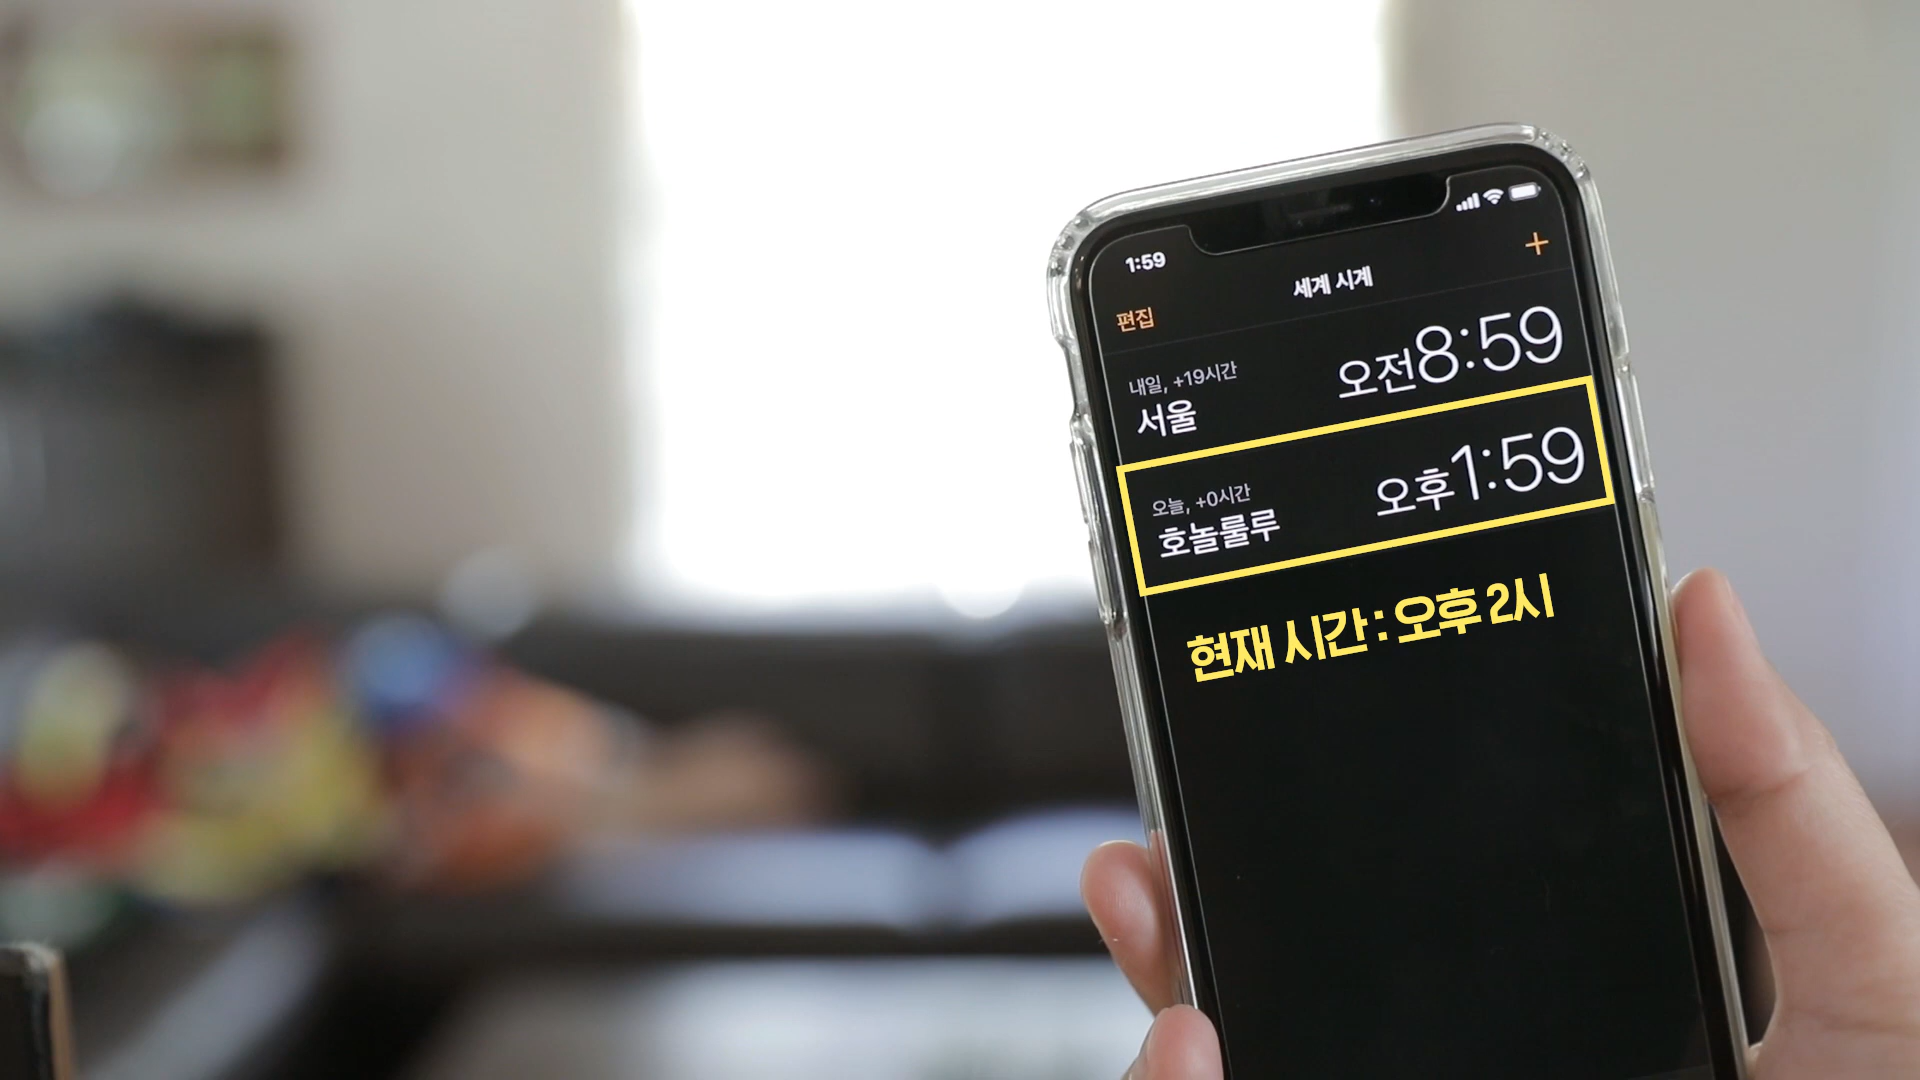 1:59
세계 시계
편집
+
내일, +19시간
서울
오전8:59
오늘, +0시간
호놀룰루
오후1:59
현재 시간 : 오후 2시